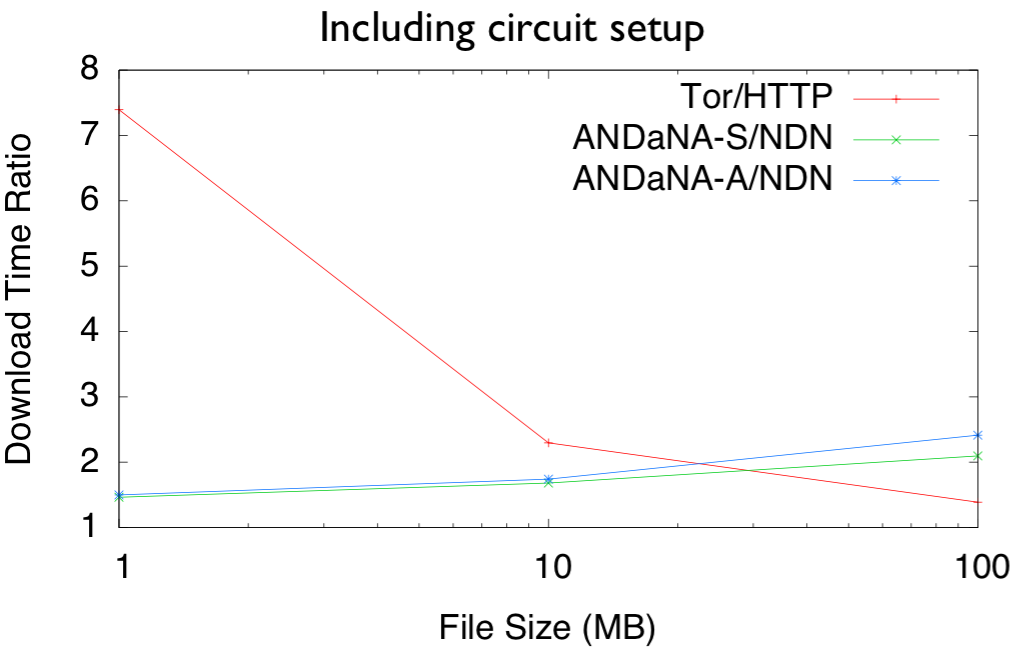 Including circuit setup
8
7
6
5
4
3
2
1
Download Time Ratio
Tor/HTTP
ANDaNA-S/NDN
ANDaNA-A/NDN
1 10 100
File Size (MB)